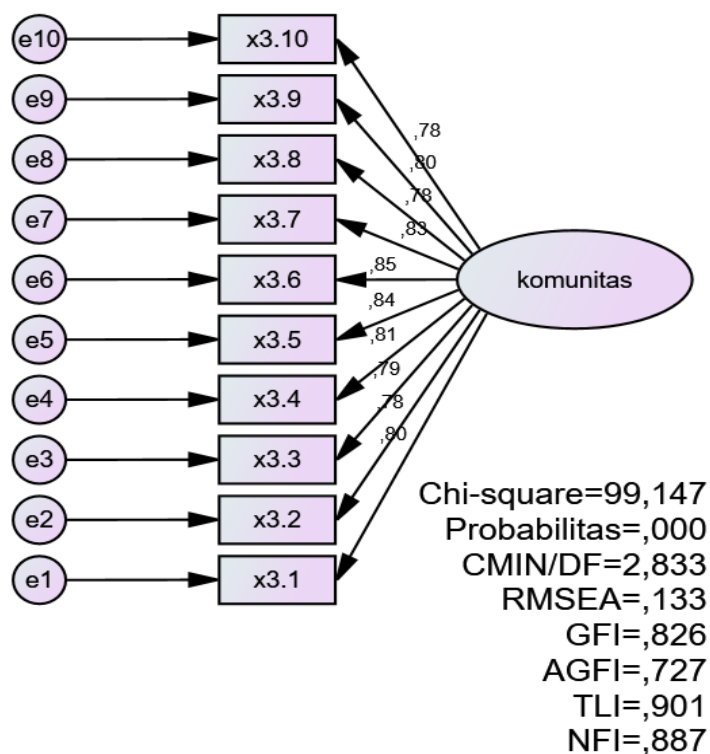 e10 x3.10
e9 x3.9
e8 x3.8
e7 x3.7
e6 x3.6
e5 x3.5
e4 x3.4
e3 x3.3
e2 x3.2
e1 x3.1
,78
,80
,78
,83
,85
,84
,81
,79
,78
,80
komunitas
Chi-square=99,147
Probabilitas=,000
CMIN/DF=2,833
RMSEA=,133
GFI=,826
AGFI=,727
TLI=,901
NFI=,887